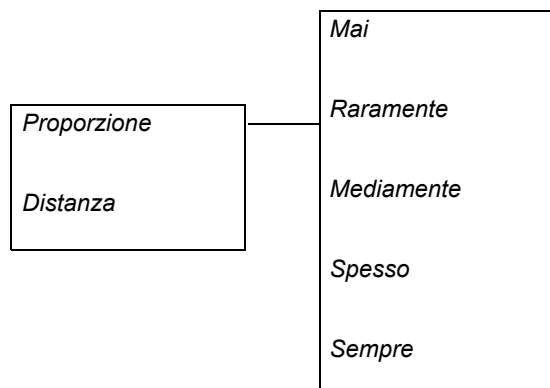 Proporzione
Distanza
Mai
Raramente
Mediamente
Spesso
Sempre